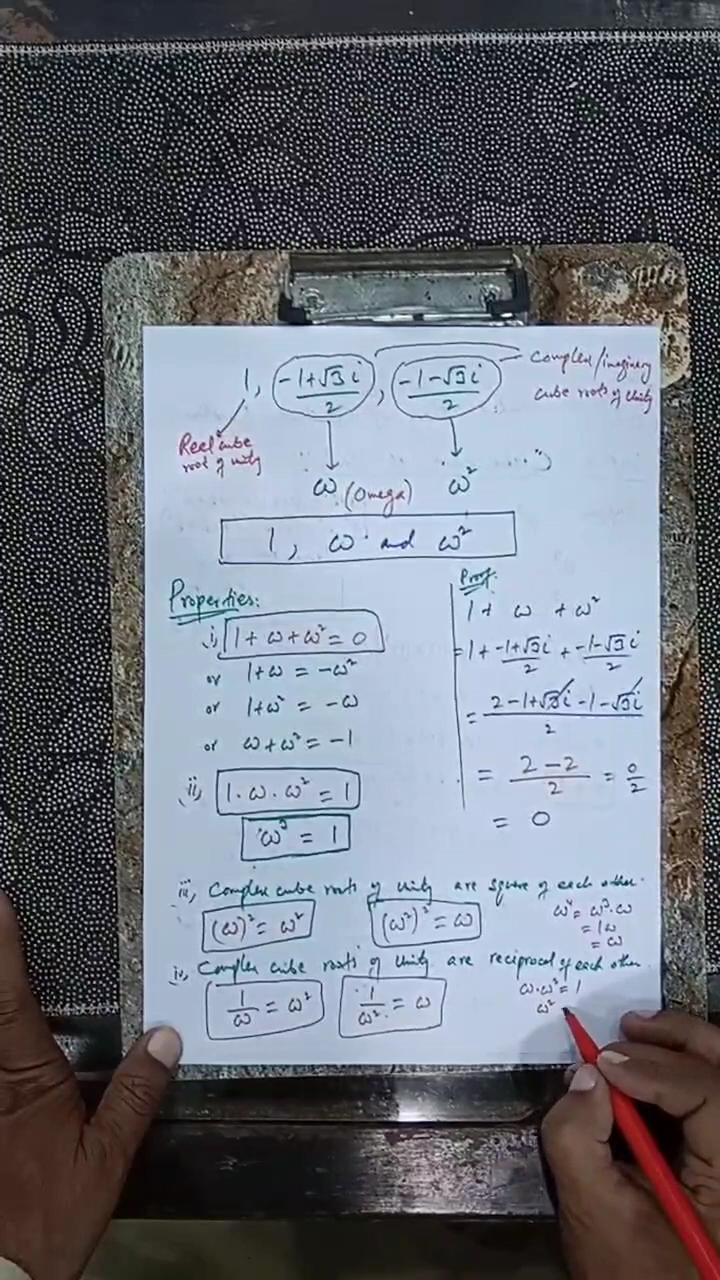 1, (-1+√3i)/2 , (-1-√3i)/2
Complex/imaginary
cube roots of unity
Real cube
root of unity
ω (Omega) ω²
1, ω and ω²
Properties:
i, 1+ω+ω²=0
or 1+ω = -ω²
or 1+ω² = -ω
or ω+ω² = -1
ii, 1·ω·ω² = 1
ω³ = 1
Proof:
1 + ω + ω²
= 1 + (-1+√3i)/2 + (-1-√3i)/2
= (2-1+√3i-1-√3i)/2
= (2-2)/2 = 0/2
= 0
iii, Complex cube roots of unity are square of each other.
(ω)² = ω² (ω²)² = ω
ω⁴ = ω³·ω
= 1ω
= ω
iv, Complex cube roots of unity are reciprocal of each other
1/ω = ω² 1/ω² = ω
ω·ω² = 1
ω²